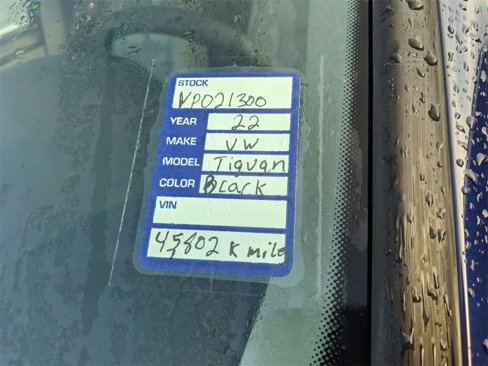 STOCK
VP021300
YEAR 22
MAKE VW
MODEL Tiguan
COLOR Black
VIN
45802 K mile